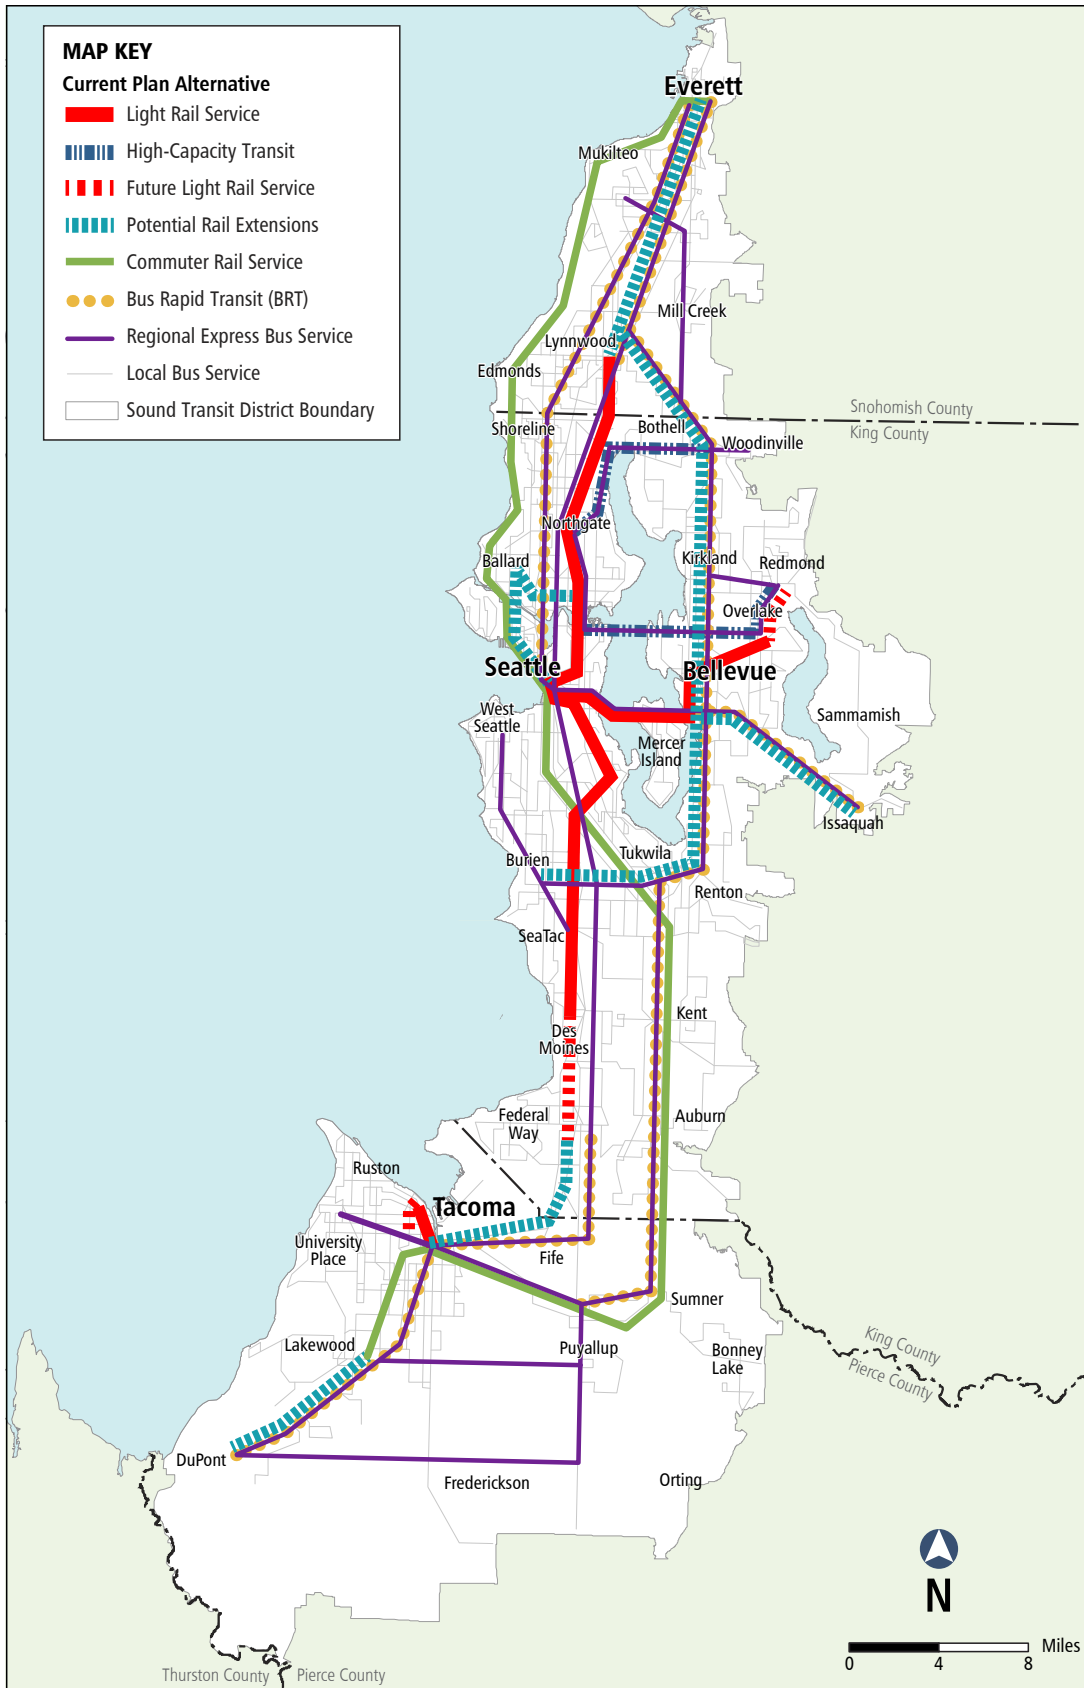 MAP KEY
Current Plan Alternative
Light Rail Service
High-Capacity Transit
Future Light Rail Service
Potential Rail Extensions
Commuter Rail Service
Bus Rapid Transit (BRT)
Regional Express Bus Service
Local Bus Service
Sound Transit District Boundary
Everett
Mukilteo
Mill Creek
Lynnwood
Edmonds
Snohomish County
King County
Shoreline
Bothell
Woodinville
Northgate
Ballard
Kirkland
Redmond
Overlake
Seattle
Bellevue
West
Seattle
Sammamish
Mercer
Island
Issaquah
Tukwila
Burien
Renton
SeaTac
Kent
Des
Moines
Federal
Way
Auburn
Ruston
Tacoma
University
Place
Fife
Sumner
Lakewood
Puyallup
Bonney
Lake
King County
Pierce County
DuPont
Frederickson
Orting
N
Miles
0 4 8
Thurston County
Pierce County